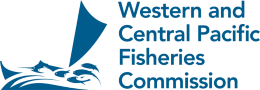 Western and
Central Pacific
Fisheries
Commission